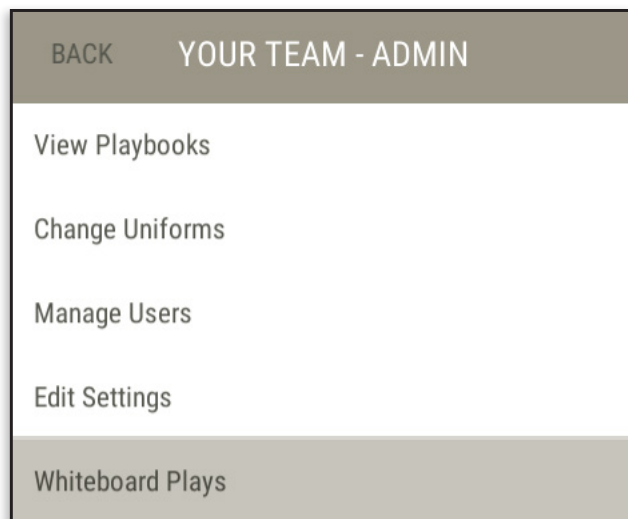 BACK YOUR TEAM - ADMIN
View Playbooks
Change Uniforms
Manage Users
Edit Settings
Whiteboard Plays